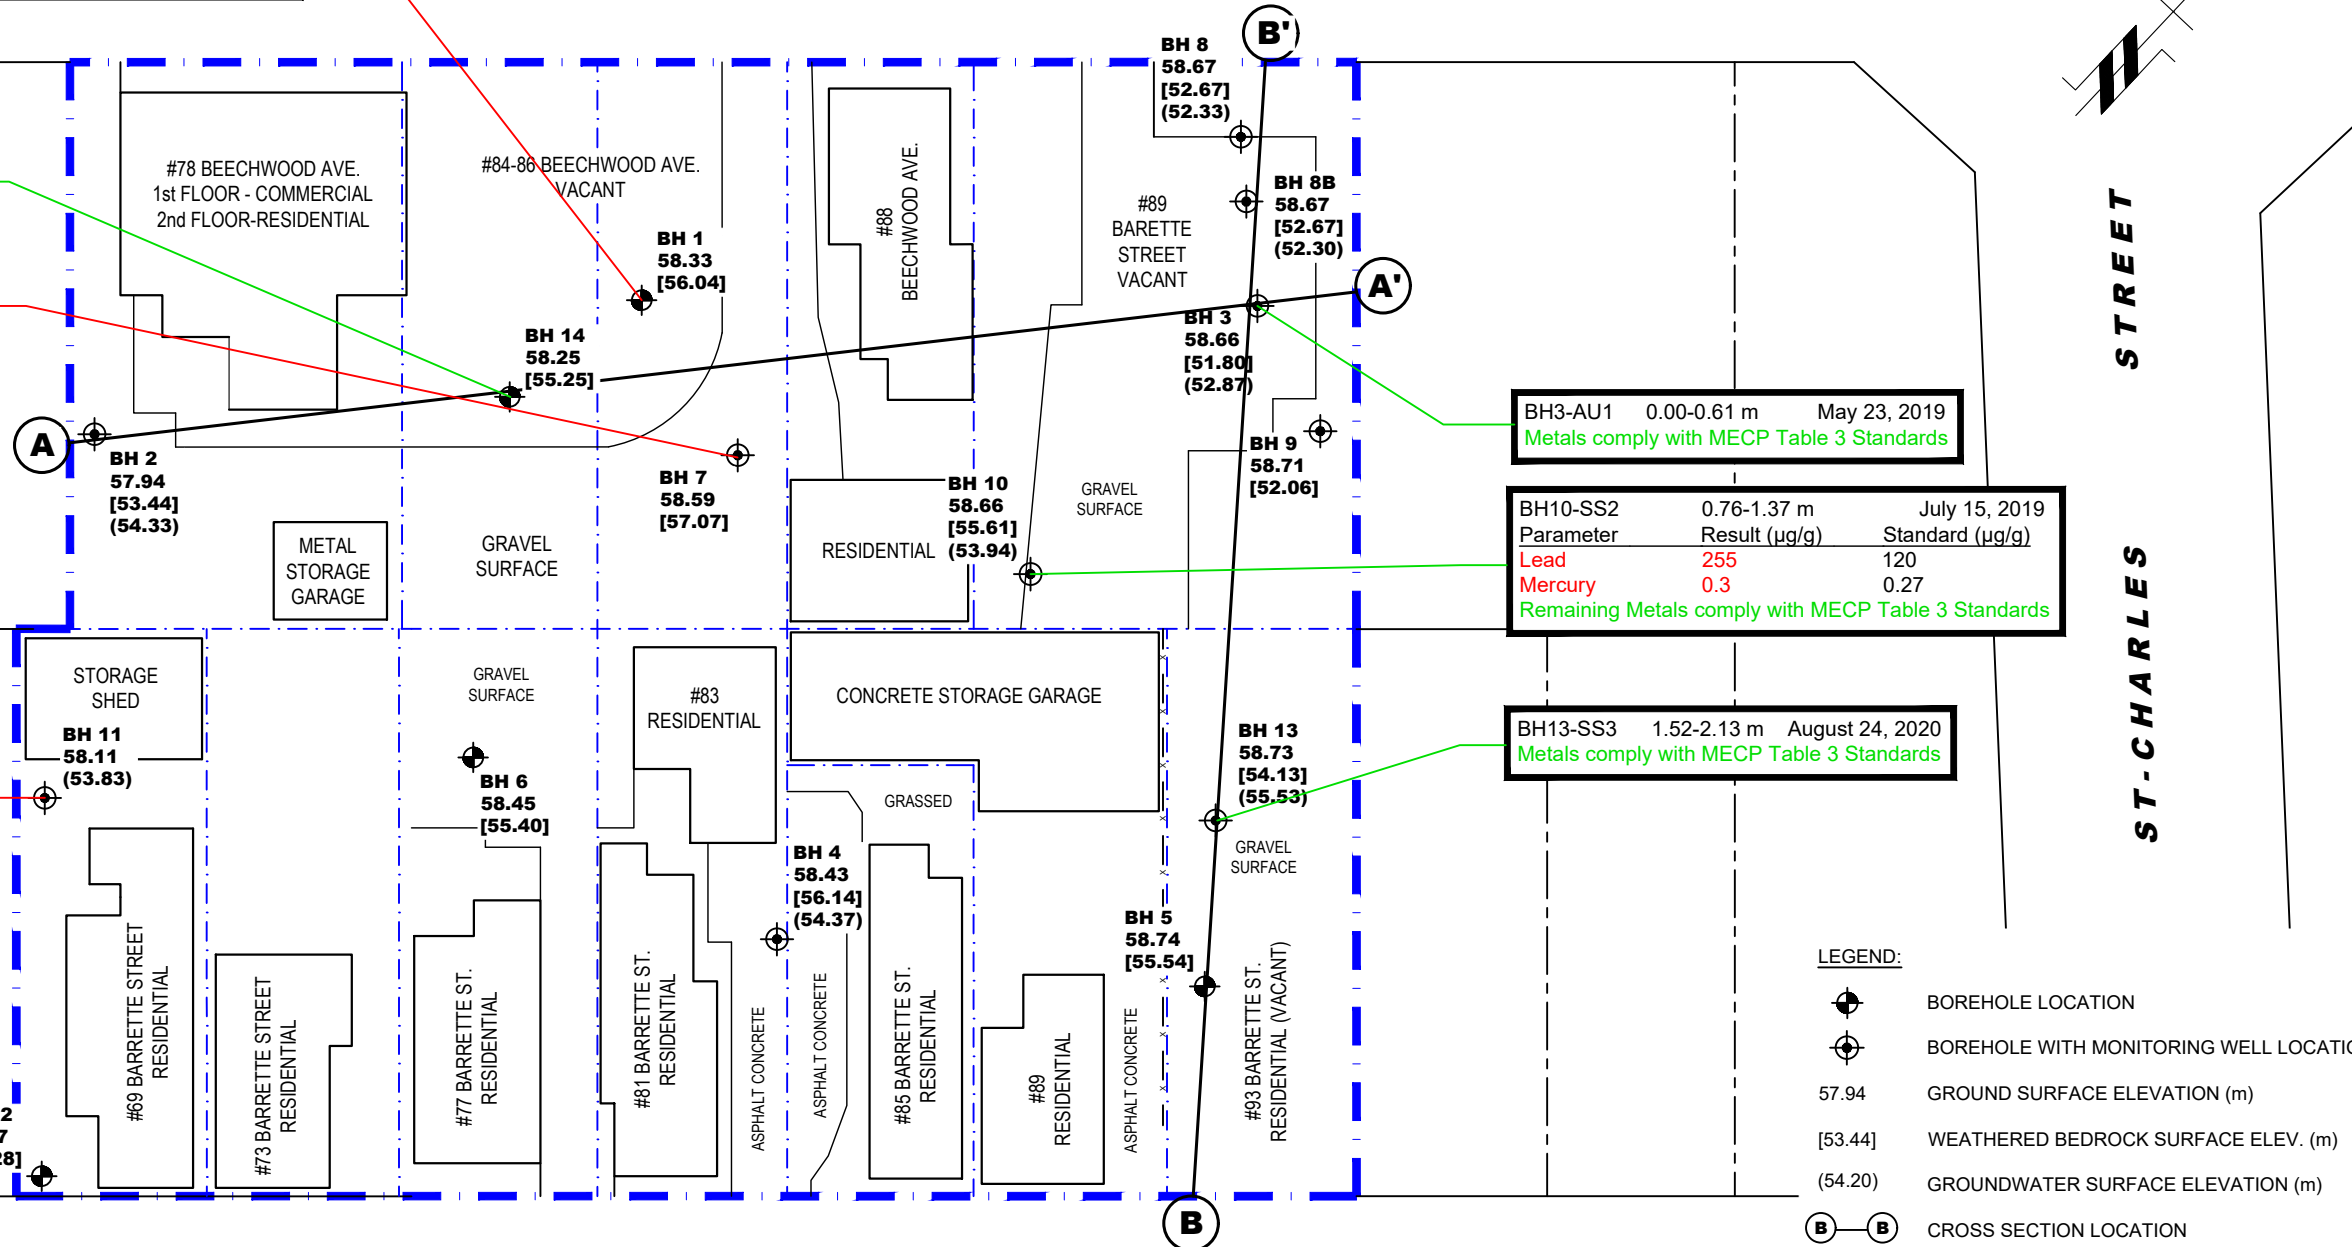 B'
BH 8
58.67
[52.67]
(52.33)
#78 BEECHWOOD AVE.
1st FLOOR - COMMERCIAL
2nd FLOOR-RESIDENTIAL
#84-86 BEECHWOOD AVE.
VACANT
#88
BEECHWOOD AVE.
#89
BARETTE
STREET
VACANT
BH 8B
58.67
[52.67]
(52.30)
BH 1
58.33
[56.04]
A'
BH 14
58.25
[55.25]
BH 3
58.66
[51.80]
(52.87)
A
BH 2
57.94
[53.44]
(54.33)
BH 7
58.59
[57.07]
BH 10
58.66
[55.61]
(53.94)
BH 9
58.71
[52.06]
GRAVEL
SURFACE
METAL
STORAGE
GARAGE
GRAVEL
SURFACE
RESIDENTIAL
BH3-AU1 0.00-0.61 m May 23, 2019
Metals comply with MECP Table 3 Standards
BH10-SS2 0.76-1.37 m July 15, 2019
Parameter Result (µg/g) Standard (µg/g)
Lead 255 120
Mercury 0.3 0.27
Remaining Metals comply with MECP Table 3 Standards
BH13-SS3 1.52-2.13 m August 24, 2020
Metals comply with MECP Table 3 Standards
ST-CHARLES STREET
STORAGE
SHED
BH 11
58.11
(53.83)
GRAVEL
SURFACE
#83
RESIDENTIAL
CONCRETE STORAGE GARAGE
BH 13
58.73
[54.13]
(55.53)
BH 6
58.45
[55.40]
GRASSED
GRAVEL
SURFACE
BH 4
58.43
[56.14]
(54.37)
BH 5
58.74
[55.54]
#69 BARRETTE STREET
RESIDENTIAL
#73 BARRETTE STREET
RESIDENTIAL
#77 BARRETTE ST.
RESIDENTIAL
#81 BARRETTE ST.
RESIDENTIAL
ASPHALT CONCRETE
ASPHALT CONCRETE
#85 BARRETTE ST.
RESIDENTIAL
#89
RESIDENTIAL
ASPHALT CONCRETE
#93 BARRETTE ST.
RESIDENTIAL (VACANT)
2
7
28]
B
LEGEND:
BOREHOLE LOCATION
BOREHOLE WITH MONITORING WELL LOCATIO
57.94 GROUND SURFACE ELEVATION (m)
[53.44] WEATHERED BEDROCK SURFACE ELEV. (m)
(54.20) GROUNDWATER SURFACE ELEVATION (m)
B B CROSS SECTION LOCATION